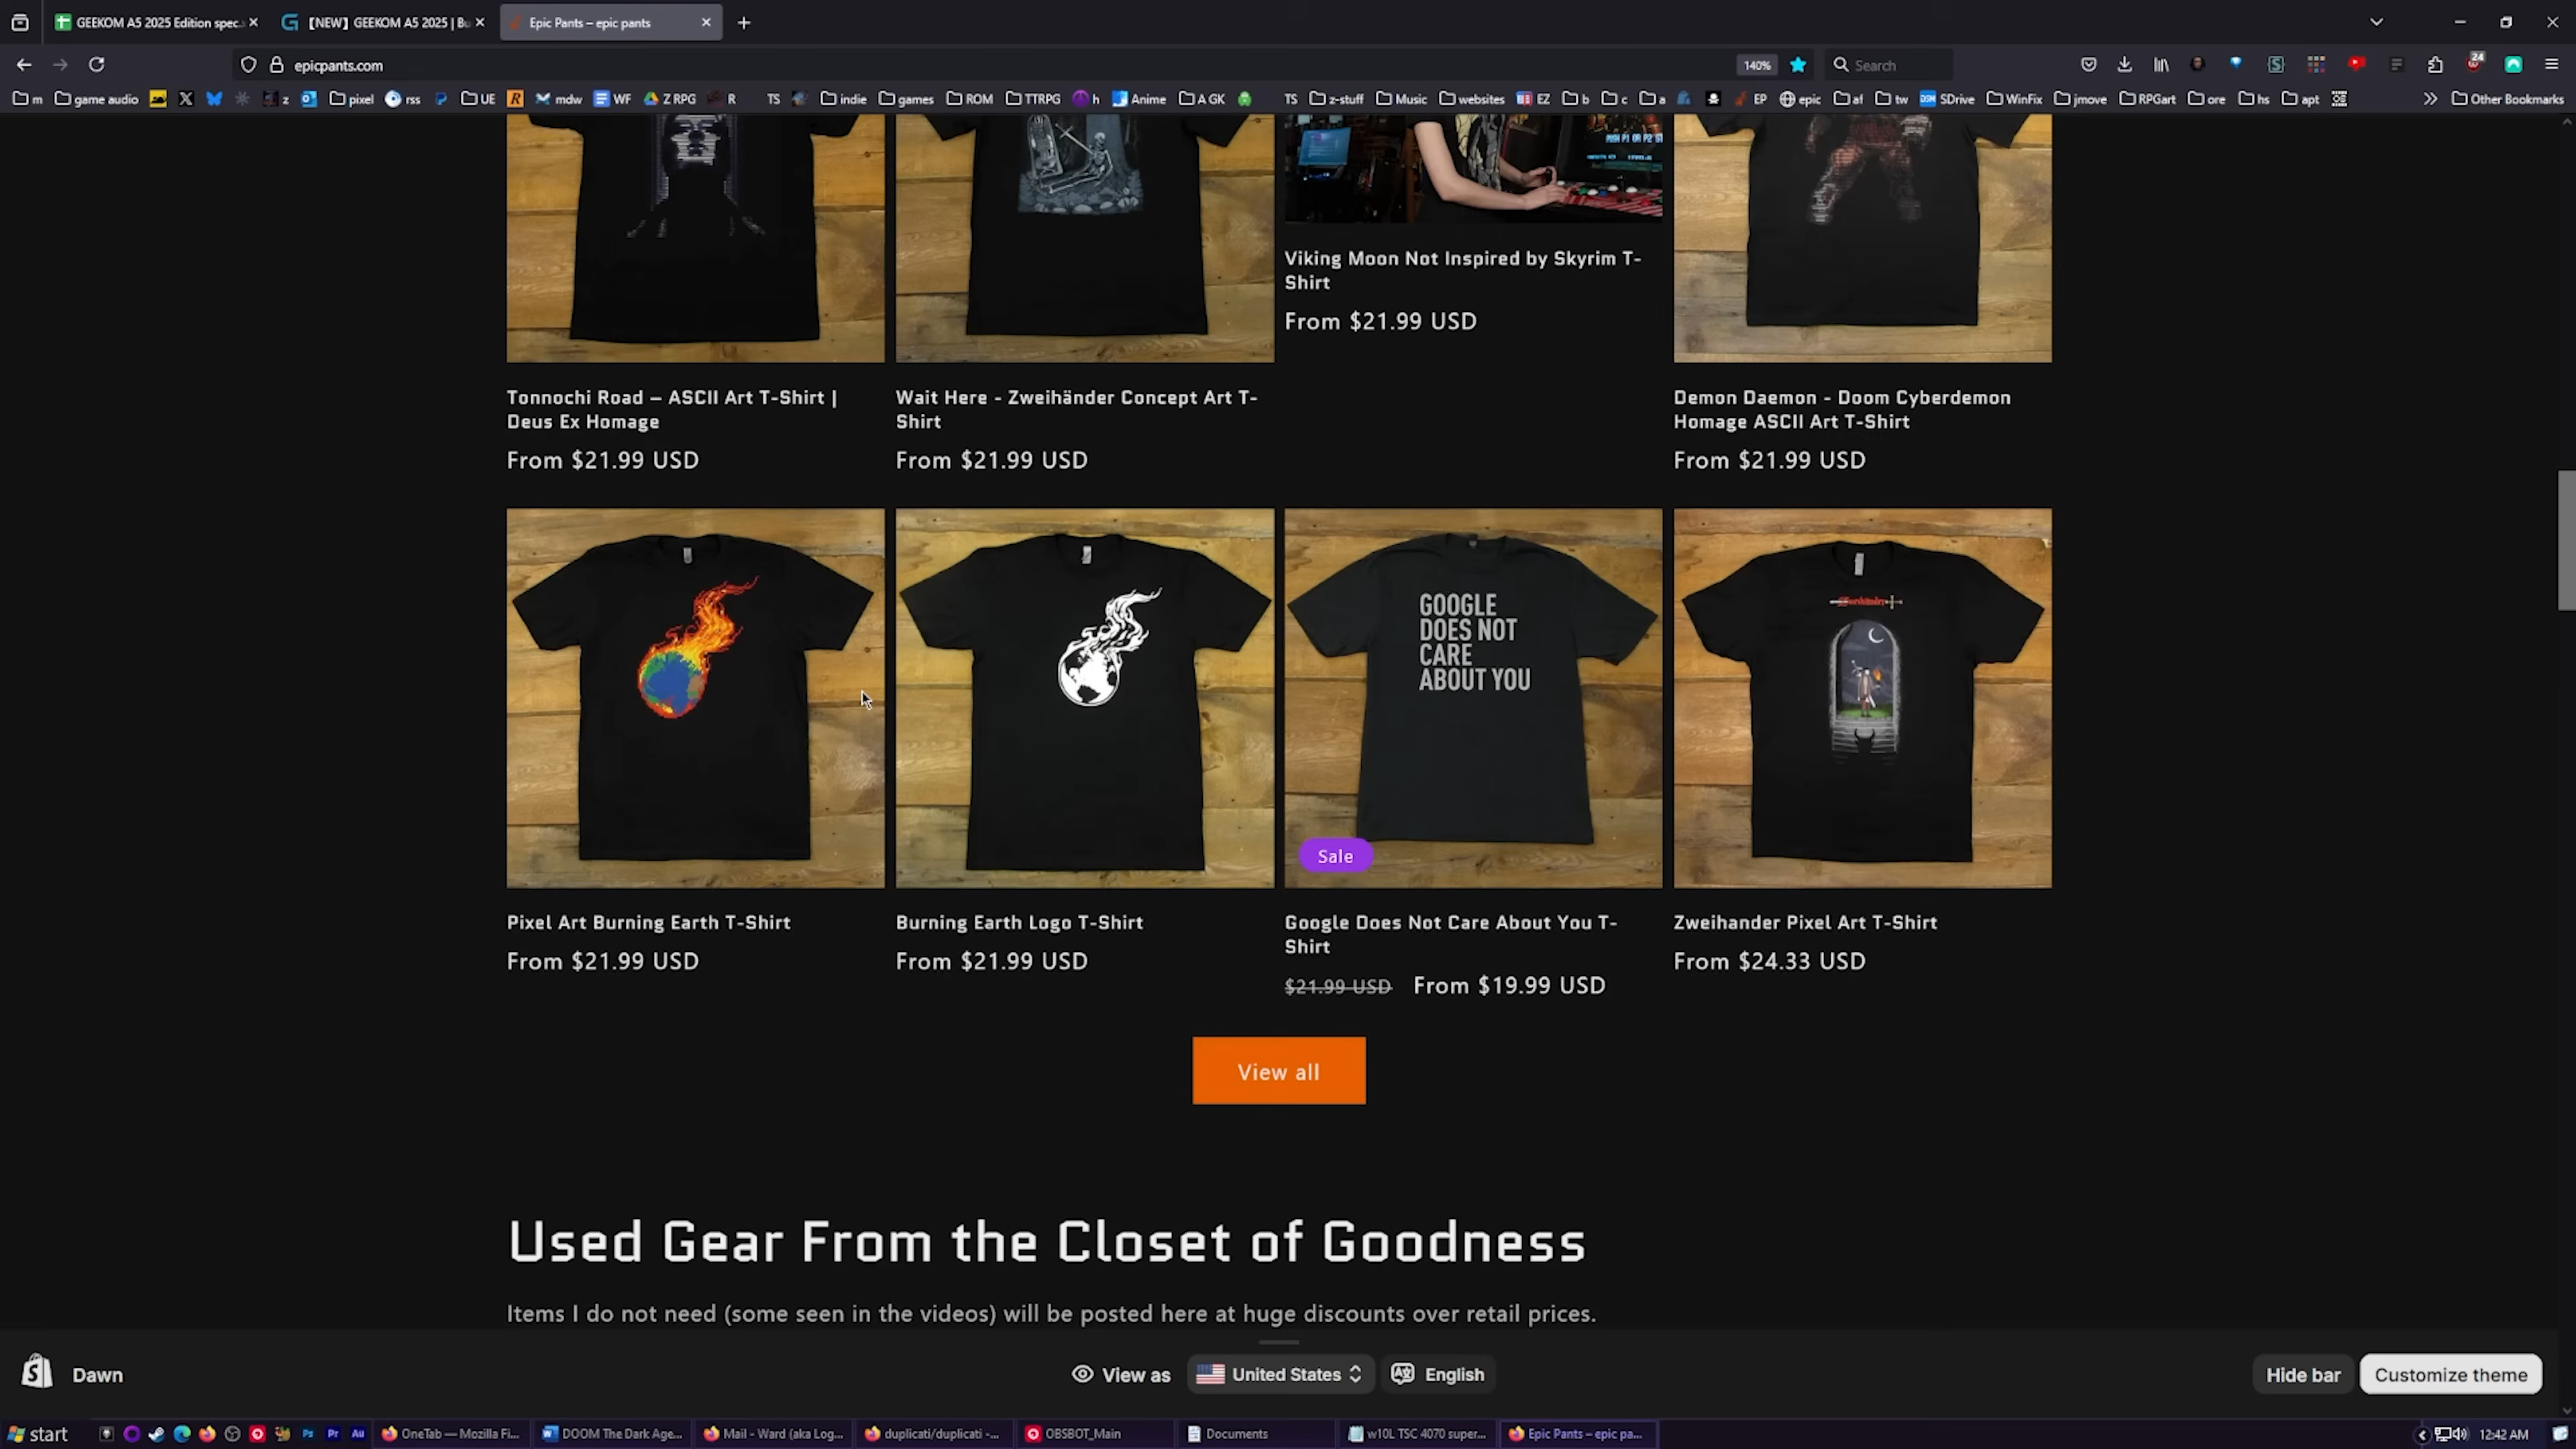 GEEKOM A5 2025 Edition spec.
[NEW] GEEKOM A5 2025 | Bu
Epic Pants – epic pants
epicpants.com
140%
Search
24
m
game audio
z
pixel
rss
UE
mdw
WF
Z RPG
R
TS
indie
games
ROM
TTRPG
h
Anime
A GK
TS
z-stuff
Music
websites
EZ
b
c
a
EP
epic
af
tw
SDrive
WinFix
jmove
RPGart
ore
hs
apt
Other Bookmarks
PUSH P1 OR P2 ST
Viking Moon Not Inspired by Skyrim T-
Shirt
From $21.99 USD
Tonnochi Road – ASCII Art T-Shirt |
Deus Ex Homage
From $21.99 USD
Wait Here - Zweihänder Concept Art T-
Shirt
From $21.99 USD
Demon Daemon - Doom Cyberdemon
Homage ASCII Art T-Shirt
From $21.99 USD
GOOGLE
DOES NOT
CARE
ABOUT YOU
Sale
Pixel Art Burning Earth T-Shirt
From $21.99 USD
Burning Earth Logo T-Shirt
From $21.99 USD
Google Does Not Care About You T-
Shirt
$21.99 USD From $19.99 USD
Zweihander Pixel Art T-Shirt
From $24.33 USD
View all
Used Gear From the Closet of Goodness
Items I do not need (some seen in the videos) will be posted here at huge discounts over retail prices.
Dawn
View as
United States
English
Hide bar
Customize theme
start
Ps
Pr
Au
OneTab — Mozilla Fi...
DOOM The Dark Age...
Mail - Ward (aka Log...
duplicati/duplicati -...
OBSBOT_Main
Documents
w10L TSC 4070 super...
Epic Pants – epic pa...
12:42 AM